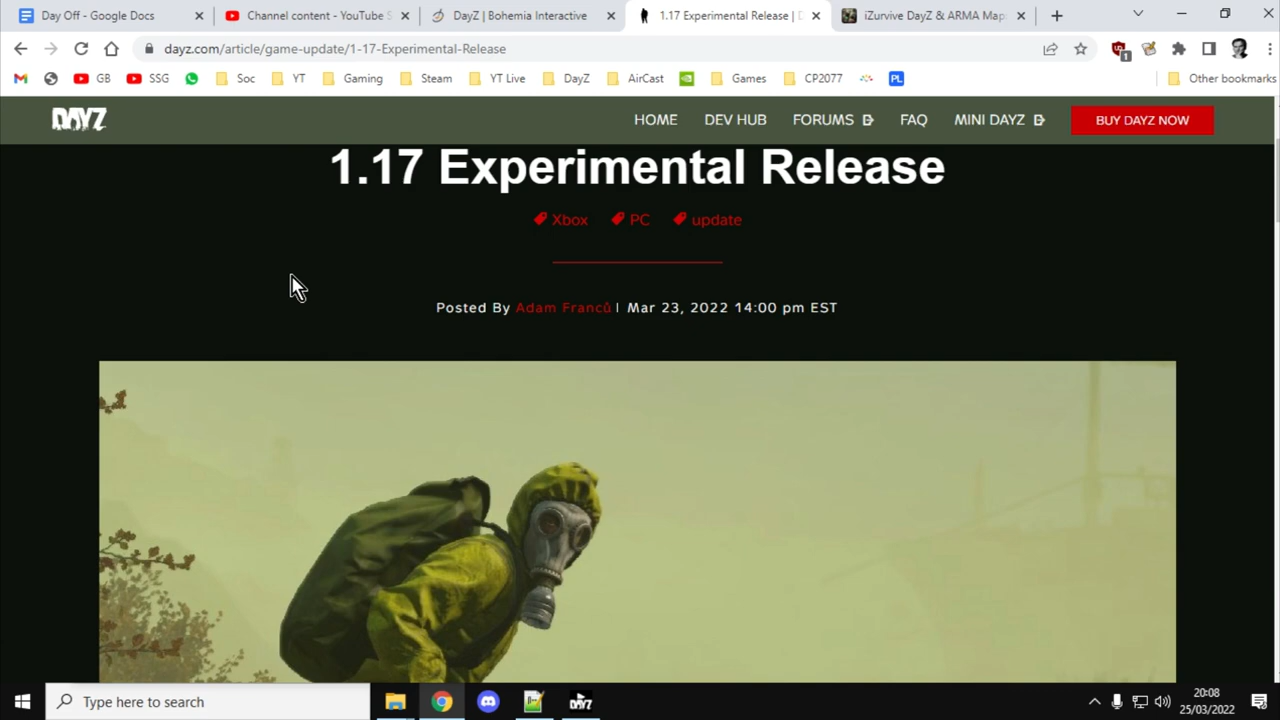 Day Off - Google Docs
Channel content - YouTube S
DayZ | Bohemia Interactive
1.17 Experimental Release | D
iZurvive DayZ & ARMA Map
dayz.com/article/game-update/1-17-Experimental-Release
1
GB
SSG
Soc
YT
Gaming
Steam
YT Live
DayZ
AirCast
Games
CP2077
PL
Other bookmarks
DAYZ
HOME
DEV HUB
FORUMS
FAQ
MINI DAYZ
BUY DAYZ NOW
1.17 Experimental Release
Xbox
PC
update
Posted By Adam Franců | Mar 23, 2022 14:00 pm EST
Type here to search
DAYZ
20:08
25/03/2022